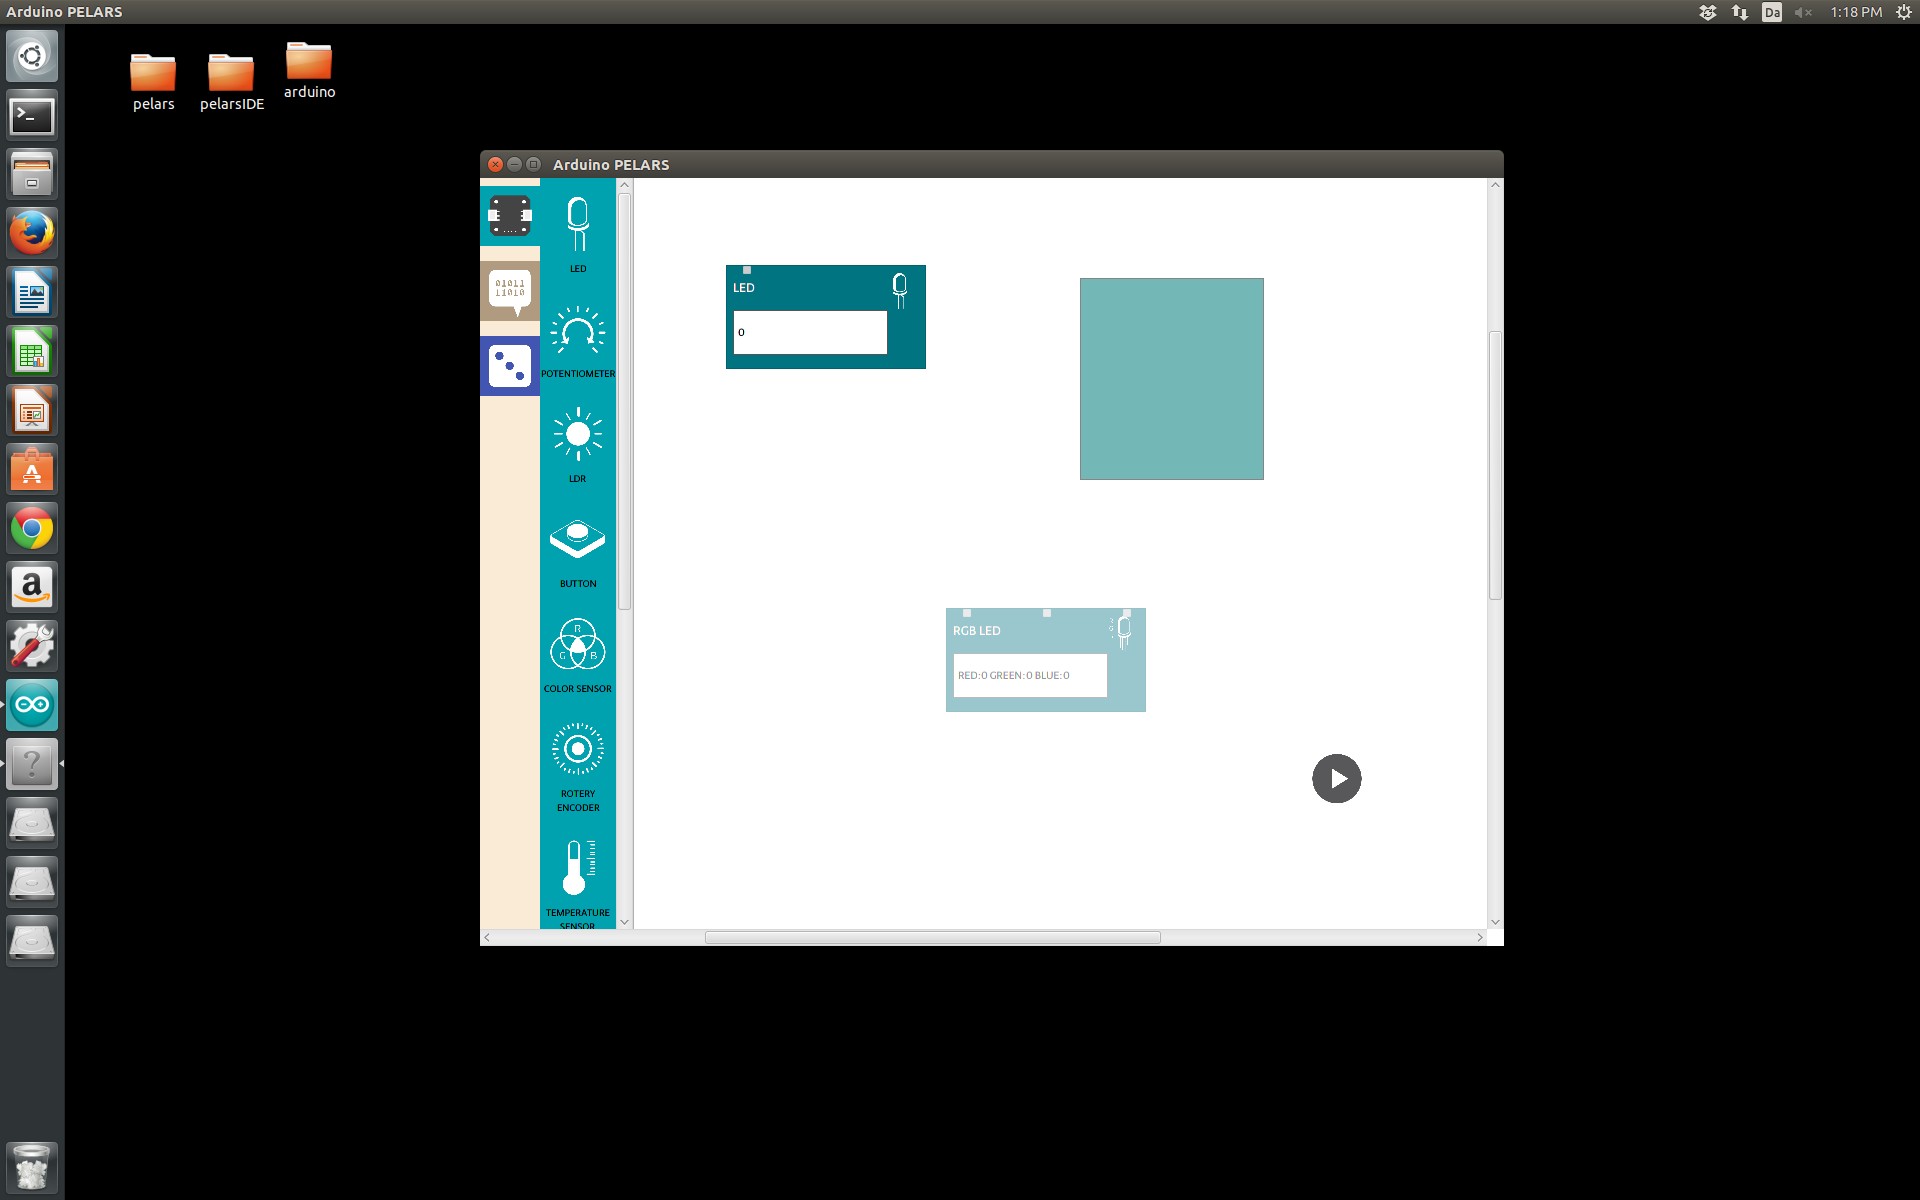 Arduino PELARS
Da
1:18 PM
pelars
pelarsIDE
arduino
Arduino PELARS
LED
01011
11010
POTENTIOMETER
LDR
BUTTON
R
G B
COLOR SENSOR
ROTERY
ENCODER
TEMPERATURE
SENSOR
LED
0
RGB LED
RED:0 GREEN:0 BLUE:0
>_
A
a
?